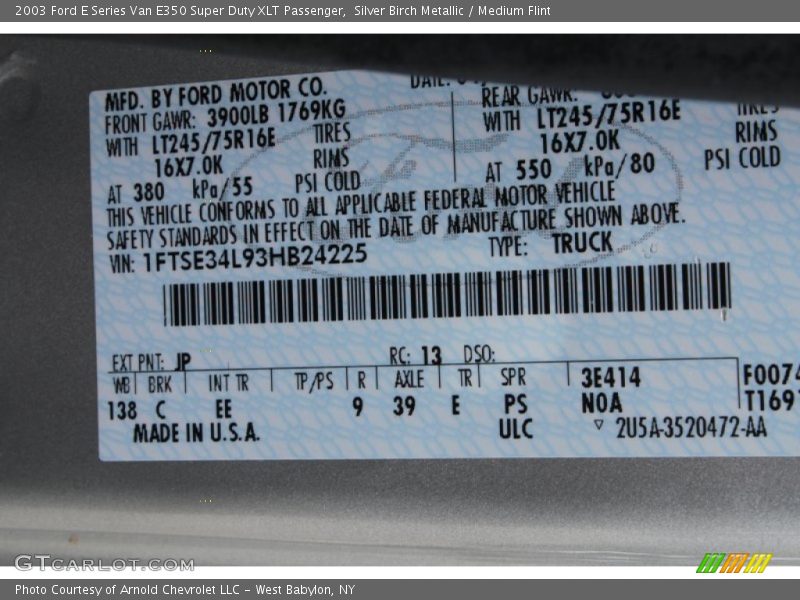 2003 Ford E Series Van E350 Super Duty XLT Passenger, Silver Birch Metallic / Medium Flint
MFD. BY FORD MOTOR CO.
DATE:
FRONT GAWR: 3900LB 1769KG
REAR GAWR:
WITH LT245/75R16E TIRES
WITH LT245/75R16E TIRES
16X7.0K RIMS
16X7.0K RIMS
AT 380 kPa/55 PSI COLD
AT 550 kPa/80 PSI COLD
THIS VEHICLE CONFORMS TO ALL APPLICABLE FEDERAL MOTOR VEHICLE
SAFETY STANDARDS IN EFFECT ON THE DATE OF MANUFACTURE SHOWN ABOVE.
VIN: 1FTSE34L93HB24225
TYPE: TRUCK
EXT PNT: JP RC: 13 DSO:
WB BRK INT TR TP/PS R AXLE TR SPR 3E414 F0074
138 C EE 9 39 E PS N0A T1691
MADE IN U.S.A. ULC ▽ 2U5A-3520472-AA
GTCARLOT.COM
Photo Courtesy of Arnold Chevrolet LLC - West Babylon, NY